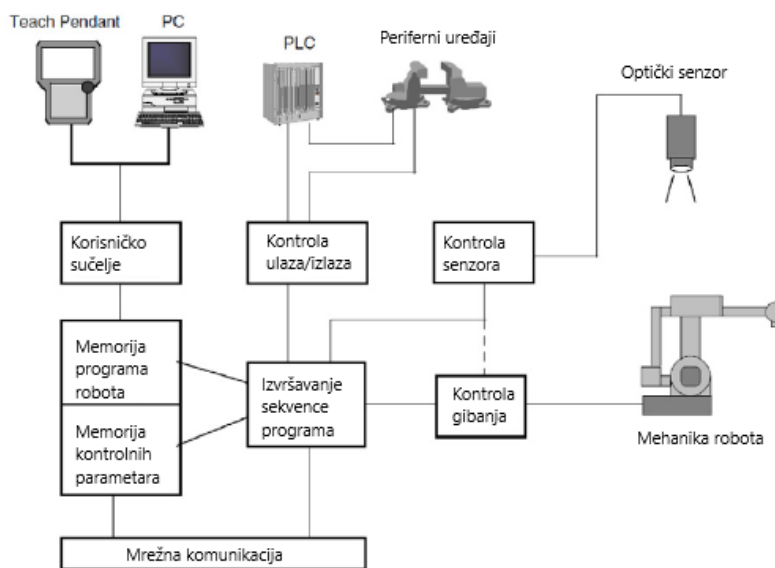 Teach Pendant
PC
PLC
Periferni uređaji
Optički senzor
Korisničko
sučelje
Kontrola
ulaza/izlaza
Kontrola
senzora
Memorija
programa
robota
Izvršavanje
sekvence
programa
Kontrola
gibanja
Memorija
kontrolnih
parametara
Mehanika robota
Mrežna komunikacija